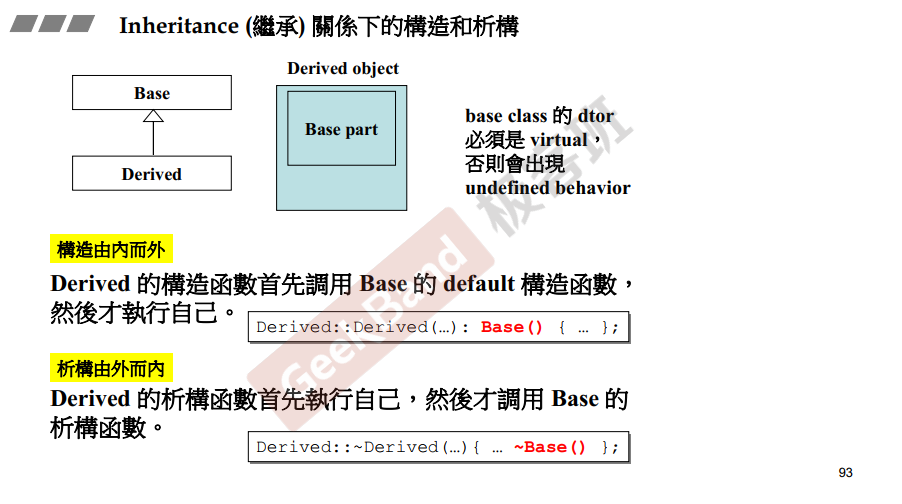 Inheritance (繼承) 關係下的構造和析構
Base
Derived
Derived object
Base part
base class 的 dtor
必須是 virtual，
否則會出現
undefined behavior
構造由內而外
Derived 的構造函數首先調用 Base 的 default 構造函數，
然後才執行自己。
Derived::Derived(…): Base() { … };
析構由外而內
Derived 的析構函數首先執行自己，然後才調用 Base 的
析構函數。
Derived::~Derived(…){ … ~Base() };
GeekBand 极客班
93